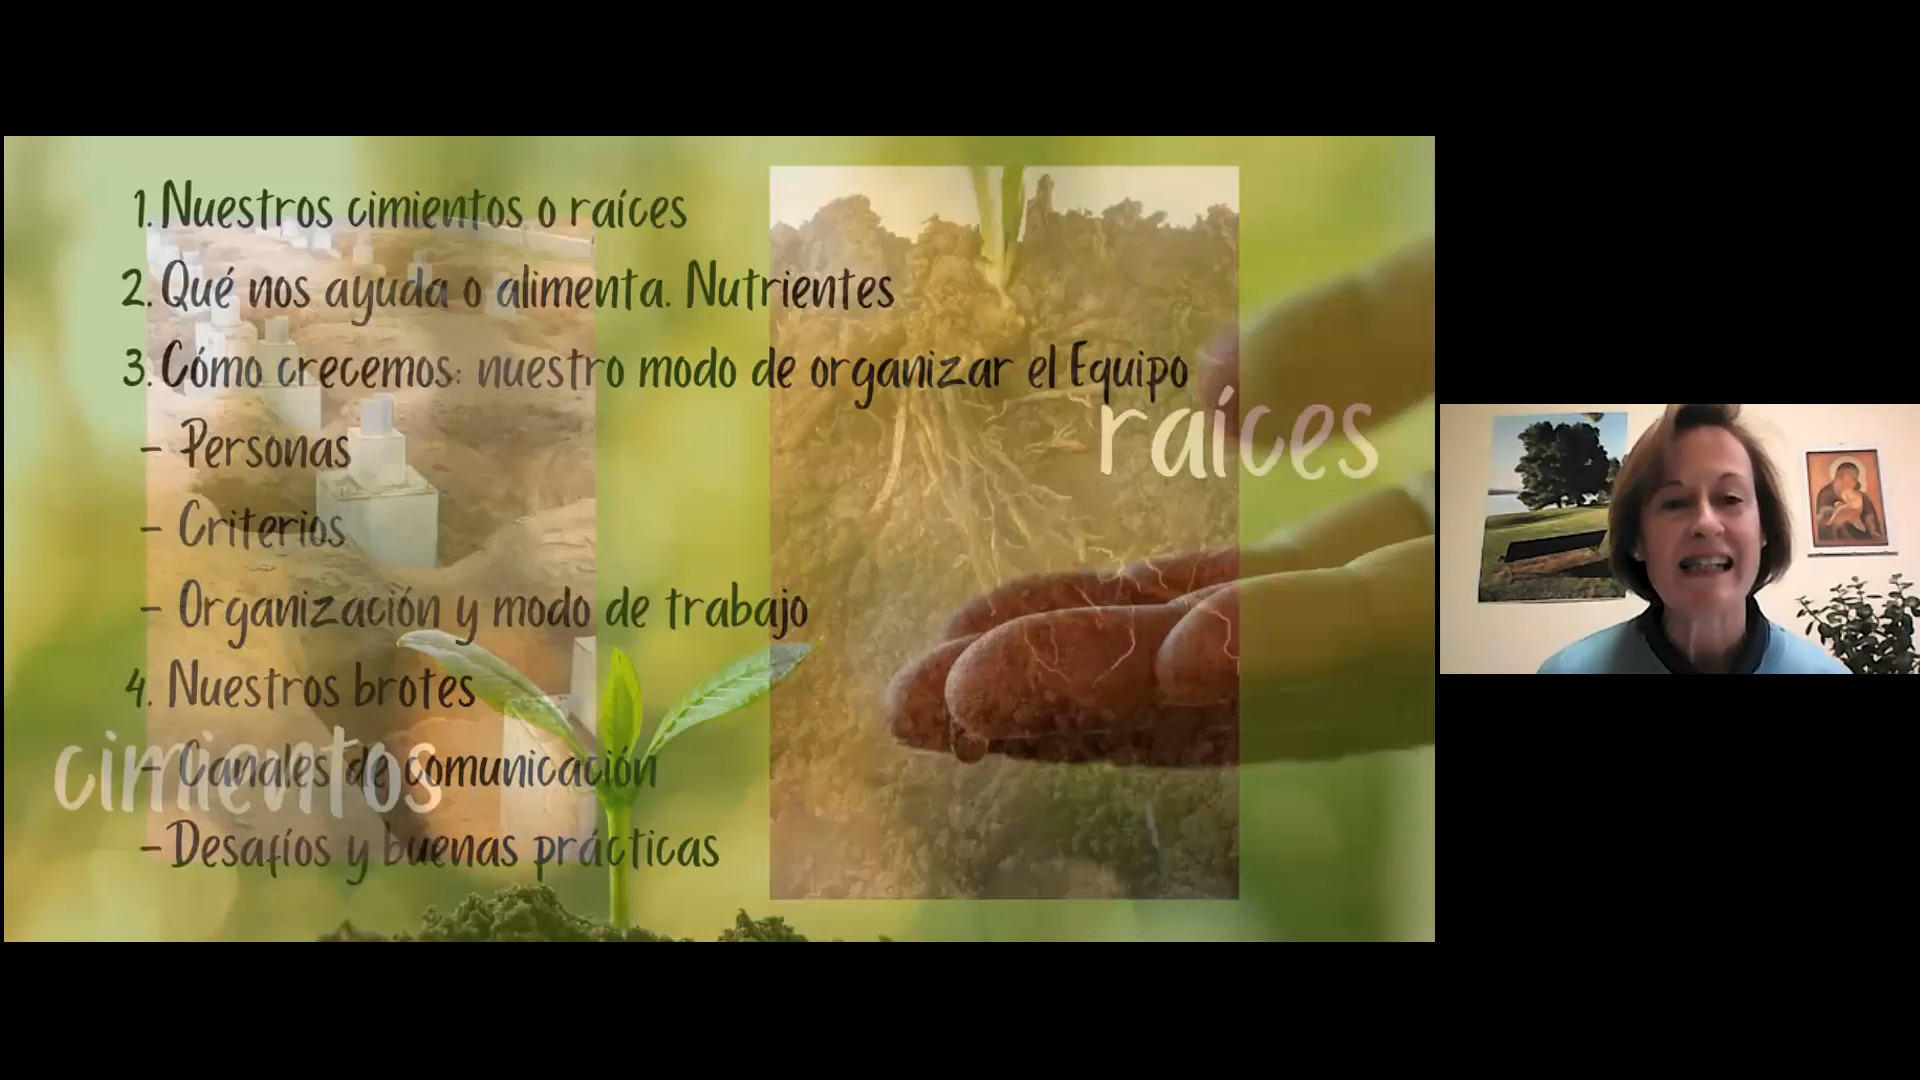 1. Nuestros cimientos o raíces
2. Qué nos ayuda o alimenta. Nutrientes
3. Cómo crecemos: nuestro modo de organizar el Equipo
raíces
- Personas
- Criterios
- Organización y modo de trabajo
4. Nuestros brotes
cimientos
- Canales de comunicación
- Desafíos y buenas prácticas